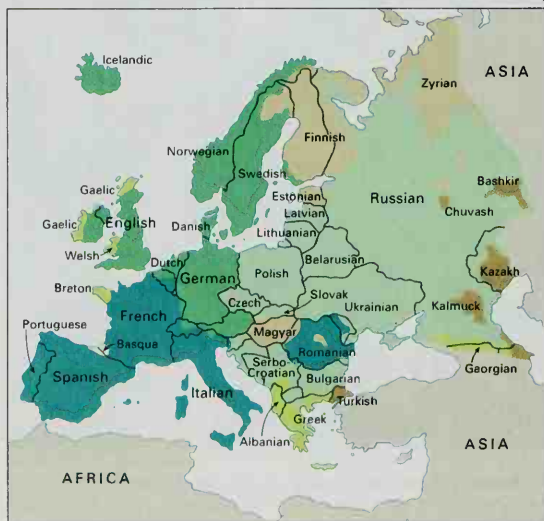 Icelandic
ASIA
Zyrian
Finnish
Norwegian
Swedish
Bashkir
Russian
Estonian
Chuvash
Gaelic
Latvian
Gaelic
English
Danish
Lithuanian
Welsh
Dutch
Belarusian
Kazakh
Polish
German
Breton
Czech
Slovak
Kalmuck
Ukrainian
French
Portuguese
Magyar
Basqua
Romanian
Georgian
Serbo-
Croatian
Spanish
Bulgarian
Italian
Turkish
Greek
Albanian
ASIA
AFRICA